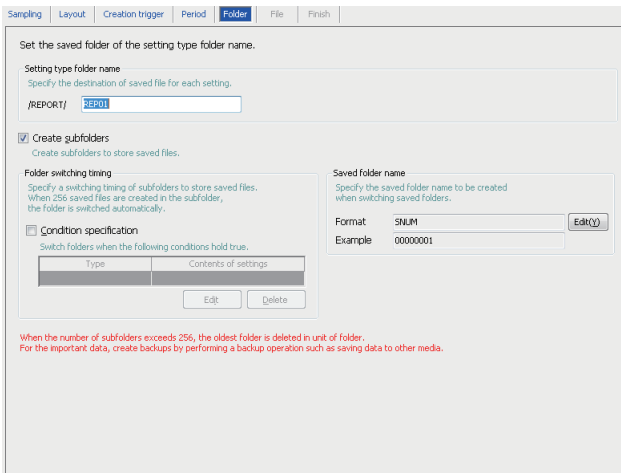 Sampling Layout Creation trigger Period Folder File Finish
Set the saved folder of the setting type folder name.
Setting type folder name
Specify the destination of saved file for each setting.
/REPORT/ REP01
Create subfolders
Create subfolders to store saved files.
Folder switching timing
Specify a switching timing of subfolders to store saved files.
When 256 saved files are created in the subfolder,
the folder is switched automatically.
Condition specification
Switch folders when the following conditions hold true.
Type Contents of settings
Edit Delete
Saved folder name
Specify the saved folder name to be created
when switching saved folders.
Format SNUM Edit(Y)
Example 00000001
When the number of subfolders exceeds 256, the oldest folder is deleted in unit of folder.
For the important data, create backups by performing a backup operation such as saving data to other media.